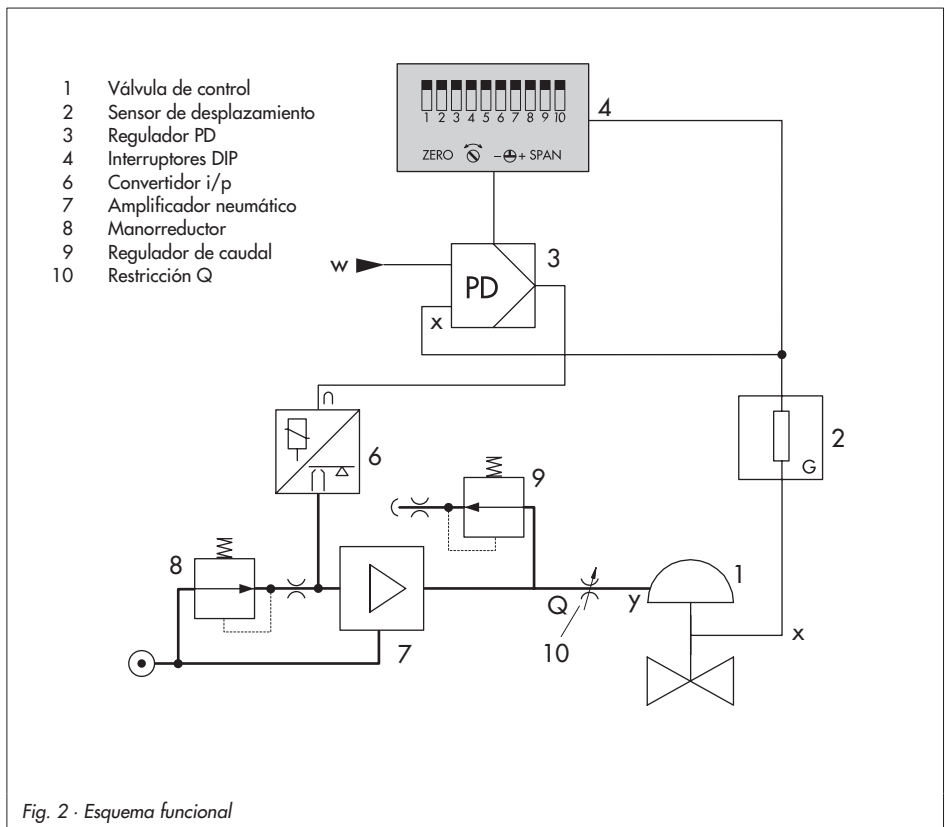 1 Válvula de control
2 Sensor de desplazamiento
3 Regulador PD
4 Interruptores DIP
6 Convertidor i/p
7 Amplificador neumático
8 Manorreductor
9 Regulador de caudal
10 Restricción Q
1 2 3 4 5 6 7 8 9 10
ZERO - + SPAN
4
w
PD
3
x
6
2
G
9
8
7
Q
10
y
1
x
Fig. 2 · Esquema funcional